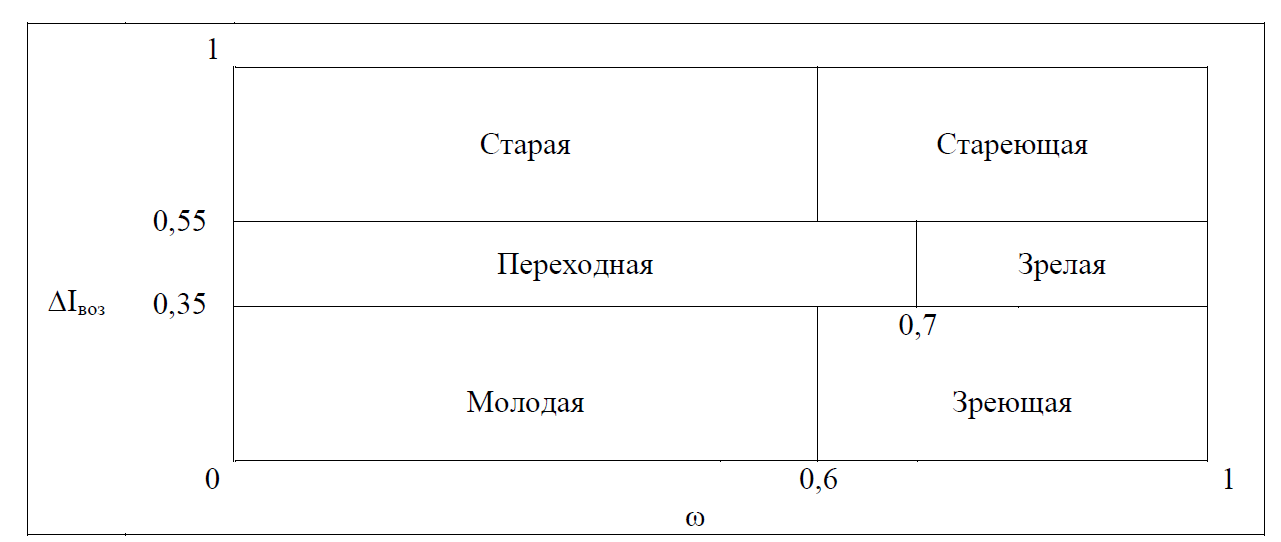 1
Старая Стареющая
0,55
Переходная Зрелая
ΔIвоз 0,35
0,7
Молодая Зреющая
0 0,6 1
ω